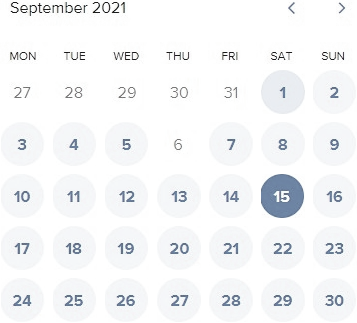 September 2021
MON TUE WED THU FRI SAT SUN
27 28 29 30 31 1 2
3 4 5 6 7 8 9
10 11 12 13 14 15 16
17 18 19 20 21 22 23
24 25 26 27 28 29 30